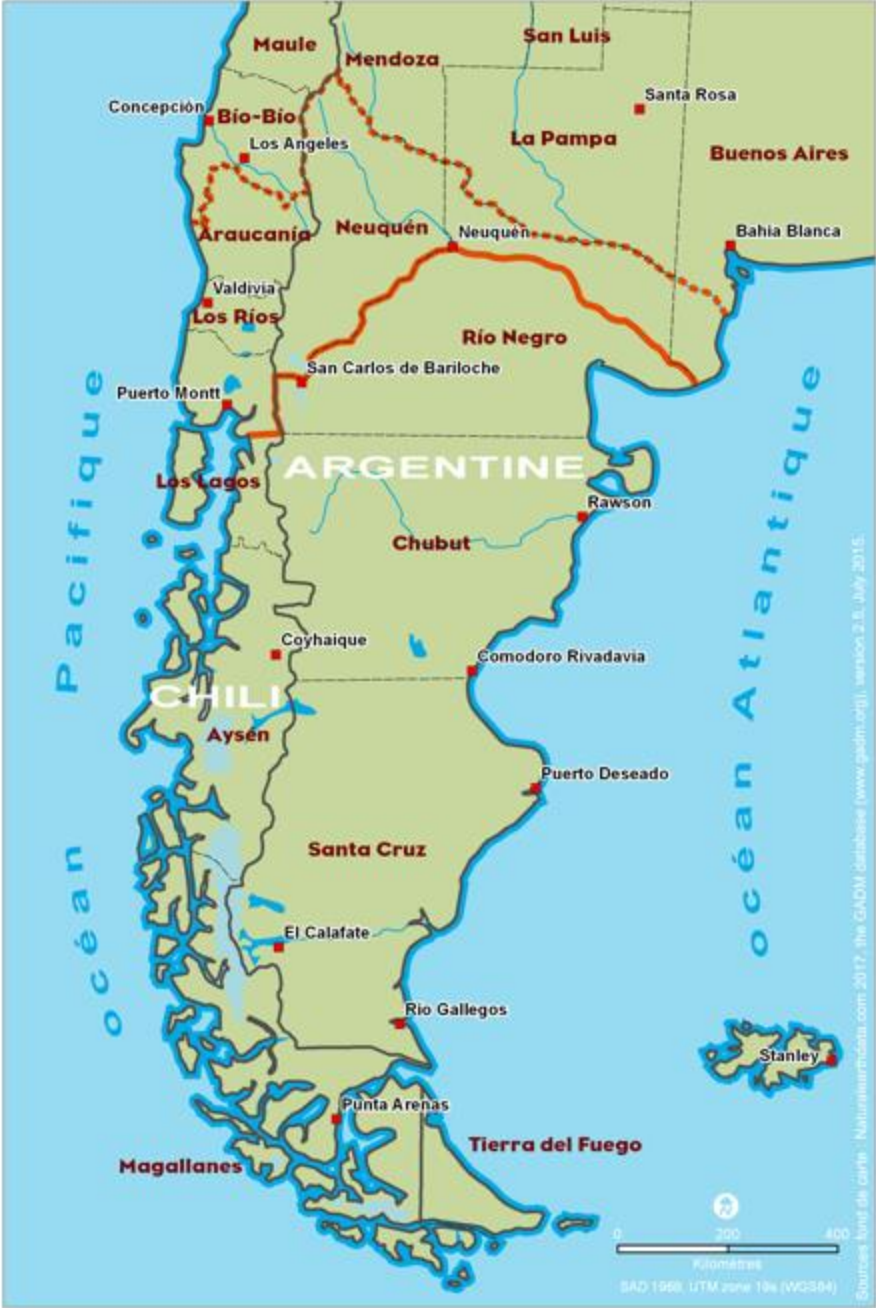 Maule
Mendoza
San Luis
Santa Rosa
Concepción
Bío-Bío
Los Angeles
La Pampa
Buenos Aires
Araucanía
Neuquén
Neuquén
Bahia Blanca
Valdivia
Los Ríos
Río Negro
San Carlos de Bariloche
Puerto Montt
ARGENTINE
Los Lagos
Rawson
Chubut
Coyhaique
Comodoro Rivadavia
CHILI
Aysén
Puerto Deseado
Santa Cruz
El Calafate
Rio Gallegos
Stanley
Punta Arenas
Tierra del Fuego
Magallanes
océan Pacifique
océan Atlantique
N
0 200 400
Kilomètres
SAD 1969, UTM zone 19s (WGS84)
Sources fond de carte : Naturalearthdata.com 2017, the GADM database (www.gadm.org), version 2.5, July 2015.